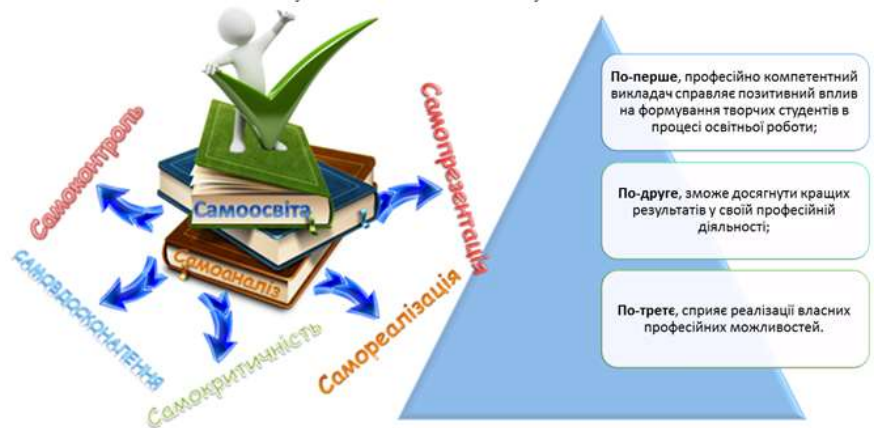 Самоконтроль
Самопрезентація
Самоосвіта
Самоаналіз
самовдосконалення
Самокритичність
Самореалізація
По-перше, професійно компетентний
викладач справляє позитивний вплив
на формування творчих студентів в
процесі освітньої роботи;
По-друге, зможе досягнути кращих
результатів у своїй професійній
діяльності;
По-третє, сприяє реалізації власних
професійних можливостей.